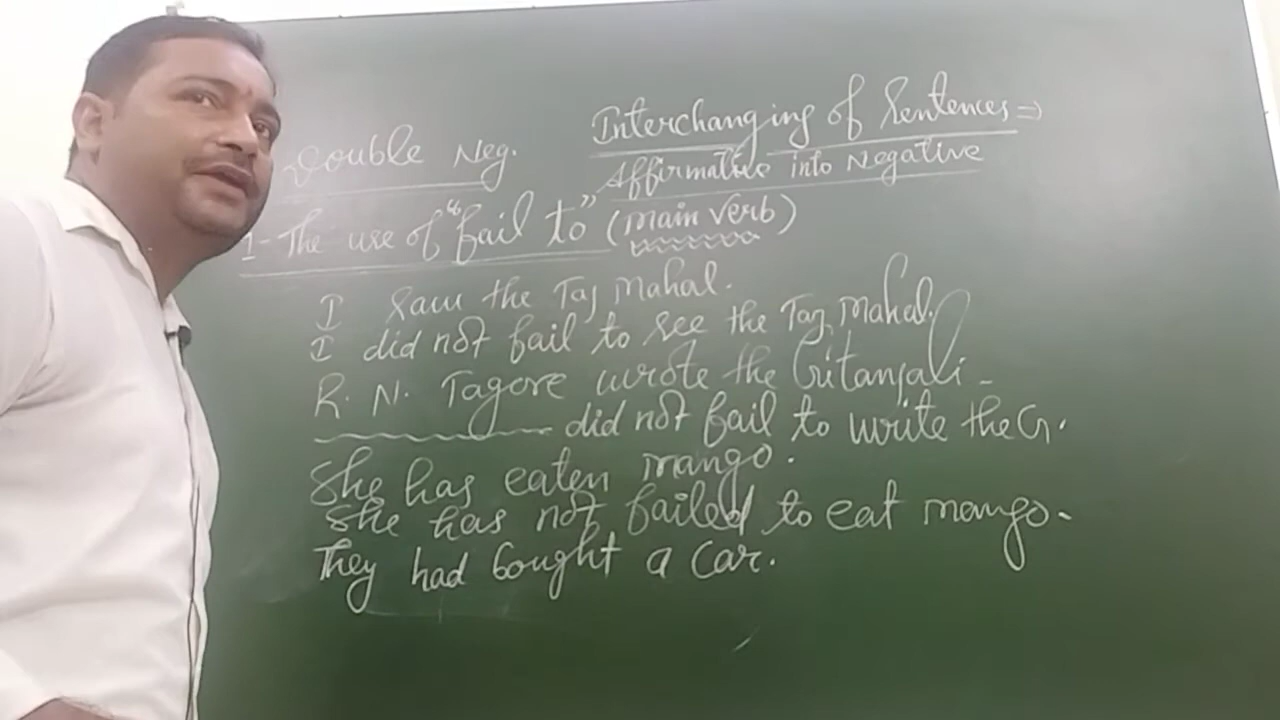 Interchanging of Sentences ⇒
Double Neg.
Affirmative into Negative
1- The use of "fail to" (main verb)
I saw the Taj Mahal.
I did not fail to see the Taj Mahal.
R. N. Tagore wrote the Gitanjali -
did not fail to write the G.
She has eaten mango.
She has not failed to eat mango.
They had bought a car.